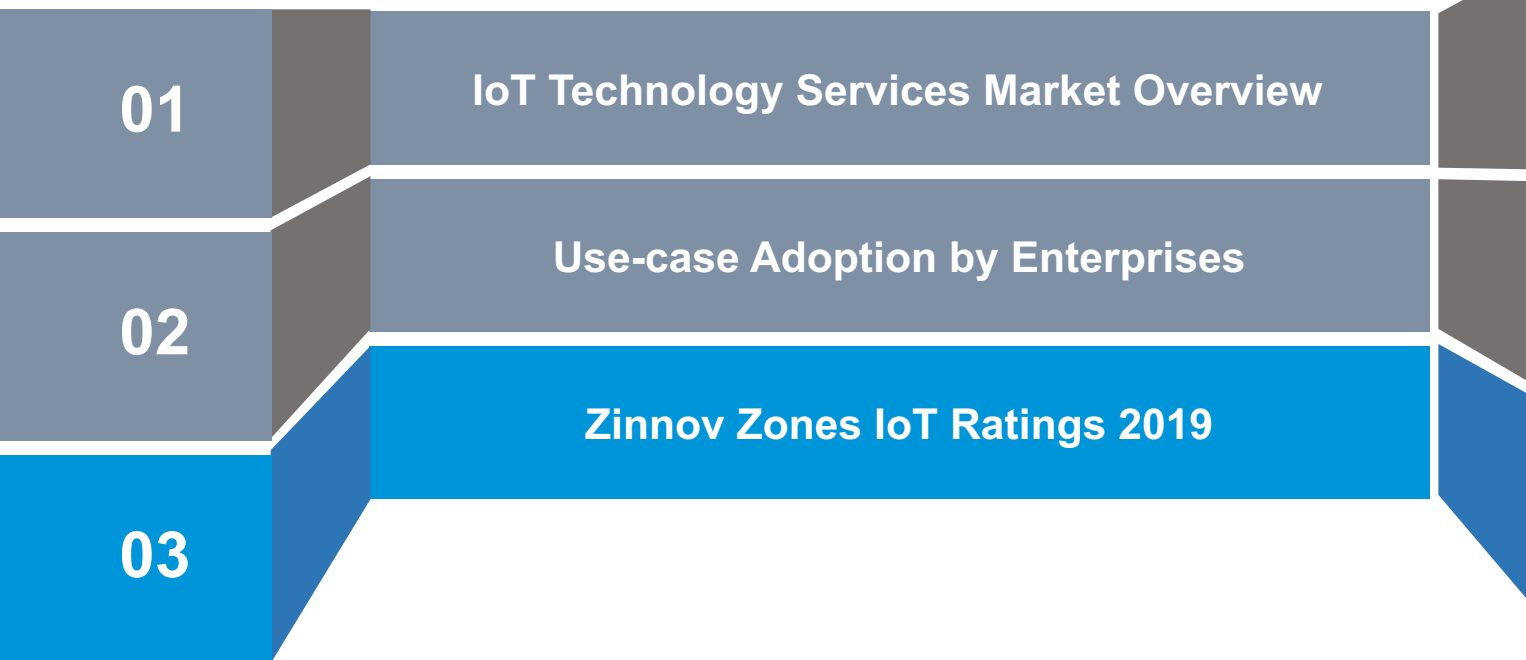 01
IoT Technology Services Market Overview
02
Use-case Adoption by Enterprises
03
Zinnov Zones IoT Ratings 2019